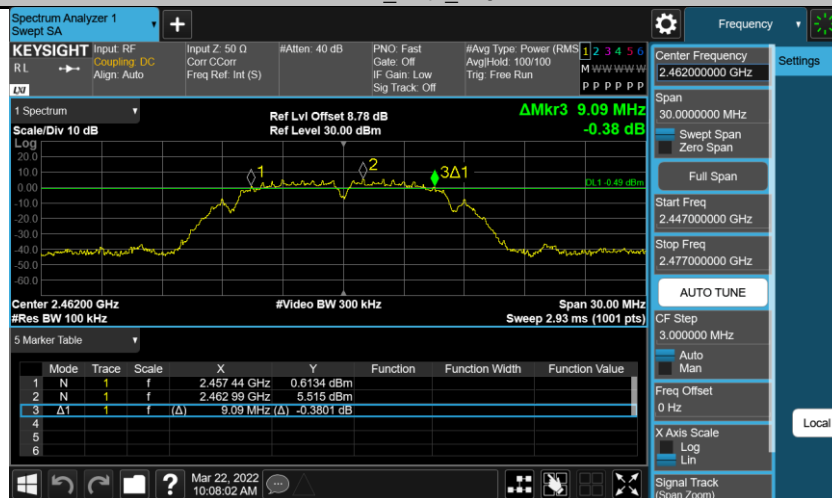 Spectrum Analyzer 1
Swept SA
Frequency
KEYSIGHT
RL
LXI
Input: RF
Coupling: DC
Align: Auto
Input Z: 50 Ω
Corr CCorr
Freq Ref: Int (S)
#Atten: 40 dB
PNO: Fast
Gate: Off
IF Gain: Low
Sig Track: Off
#Avg Type: Power (RMS
Avg|Hold: 100/100
Trig: Free Run
1 2 3 4 5 6
M W W W W W
P P P P P P
1 Spectrum
Scale/Div 10 dB
Ref Lvl Offset 8.78 dB
Ref Level 30.00 dBm
ΔMkr3 9.09 MHz
-0.38 dB
Log
20.0
10.0
0.00
-10.0
-20.0
-30.0
-40.0
-50.0
-60.0
1
2
3Δ1
DL1 -0.49 dBm
Center 2.46200 GHz
#Res BW 100 kHz
#Video BW 300 kHz
Span 30.00 MHz
Sweep 2.93 ms (1001 pts)
5 Marker Table
Mode Trace Scale X Y Function Function Width Function Value
1 N 1 f 2.457 44 GHz 0.6134 dBm
2 N 1 f 2.462 99 GHz 5.515 dBm
3 Δ1 1 f (Δ) 9.09 MHz (Δ) -0.3801 dB
4
5
6
Mar 22, 2022
10:08:02 AM
Center Frequency
2.462000000 GHz
Settings
Span
30.0000000 MHz
Swept Span
Zero Span
Full Span
Start Freq
2.447000000 GHz
Stop Freq
2.477000000 GHz
AUTO TUNE
CF Step
3.000000 MHz
Auto
Man
Freq Offset
0 Hz
Local
X Axis Scale
Log
Lin
Signal Track
(Span Zoom)